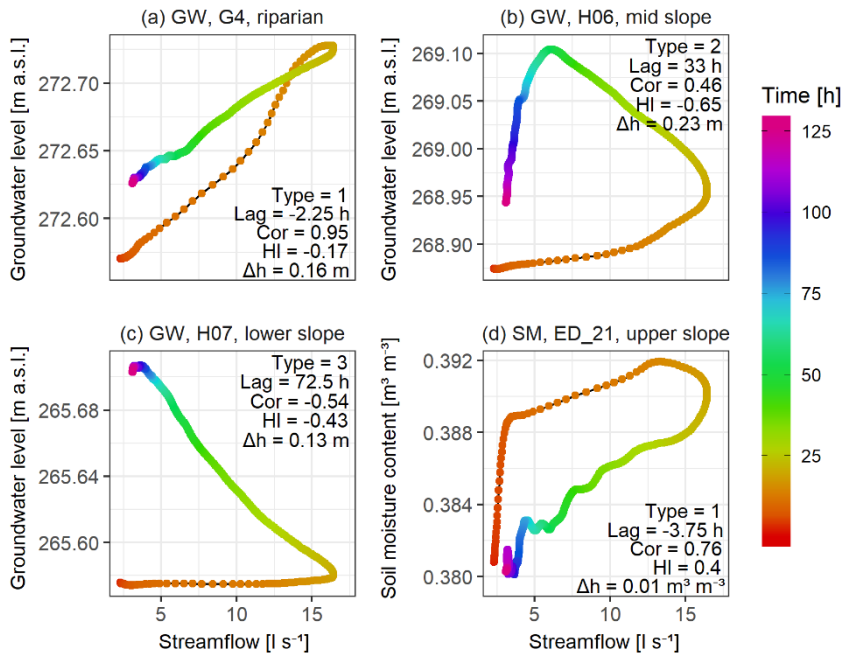 (a) GW, G4, riparian
Groundwater level [m a.s.l.]
272.70
272.65
272.60
Type = 1
Lag = -2.25 h
Cor = 0.95
HI = -0.17
Δh = 0.16 m
(b) GW, H06, mid slope
Groundwater level [m a.s.l.]
269.10
269.05
269.00
268.95
268.90
Type = 2
Lag = 33 h
Cor = 0.46
HI = -0.65
Δh = 0.23 m
Time [h]
125
100
75
50
25
(c) GW, H07, lower slope
Groundwater level [m a.s.l.]
265.68
265.64
265.60
Type = 3
Lag = 72.5 h
Cor = -0.54
HI = -0.43
Δh = 0.13 m
5 10 15
Streamflow [l s⁻¹]
(d) SM, ED_21, upper slope
Soil moisture content [m³ m⁻³]
0.392
0.388
0.384
0.380
Type = 1
Lag = -3.75 h
Cor = 0.76
HI = 0.4
Δh = 0.01 m³ m⁻³
5 10 15
Streamflow [l s⁻¹]